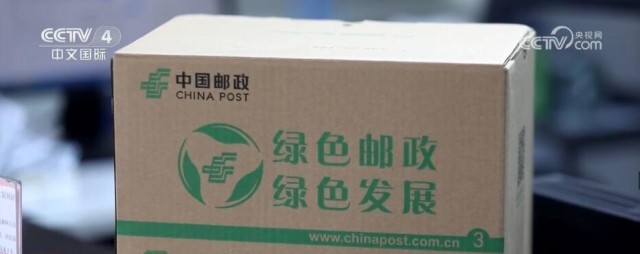 CCTV 4
中文国际
央视网
CCTV.com
中国邮政
CHINA POST
绿色邮政
绿色发展
www.chinapost.com.cn 3